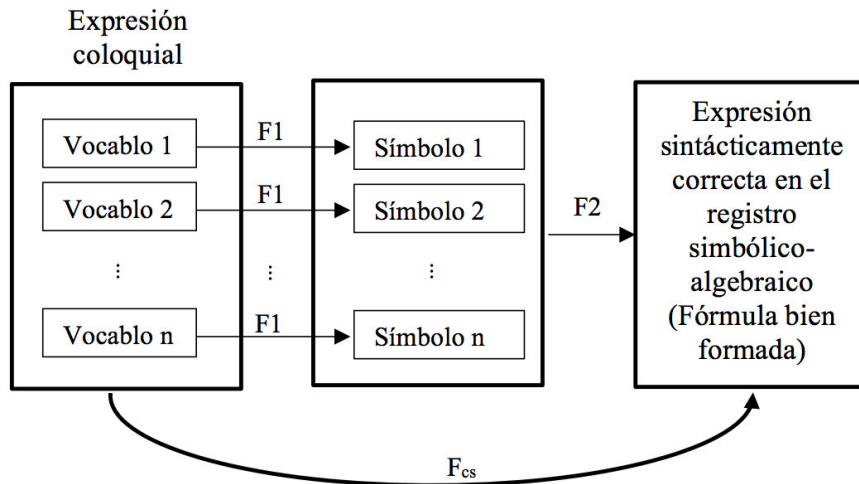 Expresión
coloquial
Vocablo 1
F1
Símbolo 1
Vocablo 2
F1
Símbolo 2
⋮
⋮
⋮
Vocablo n
F1
Símbolo n
F2
Expresión
sintácticamente
correcta en el
registro
simbólico-
algebraico
(Fórmula bien
formada)
Fcs